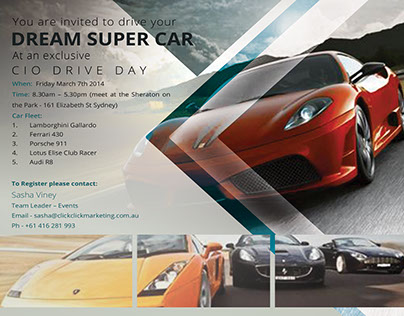 You are invited to drive your
DREAM SUPER CAR
At an exclusive
CIO DRIVE DAY
When: Friday March 7th 2014
Time: 8.30am – 5.30pm (meet at the Sheraton on
the Park - 161 Elizabeth St Sydney)
Car Fleet:
1. Lamborghini Gallardo
2. Ferrari 430
3. Porsche 911
4. Lotus Elise Club Racer
5. Audi R8
To Register please contact:
Sasha Viney
Team Leader – Events
Email - sasha@clickclickmarketing.com.au
Ph - +61 416 281 993